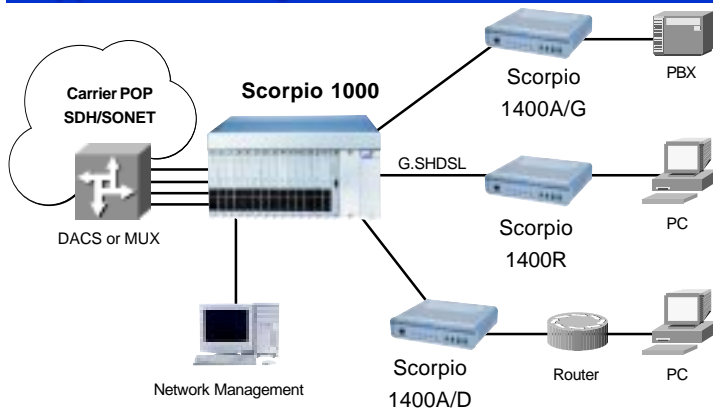 Carrier POP
SDH/SONET
DACS or MUX
Scorpio 1000
Network Management
G.SHDSL
Scorpio
1400A/G
PBX
Scorpio
1400R
PC
Scorpio
1400A/D
Router
PC